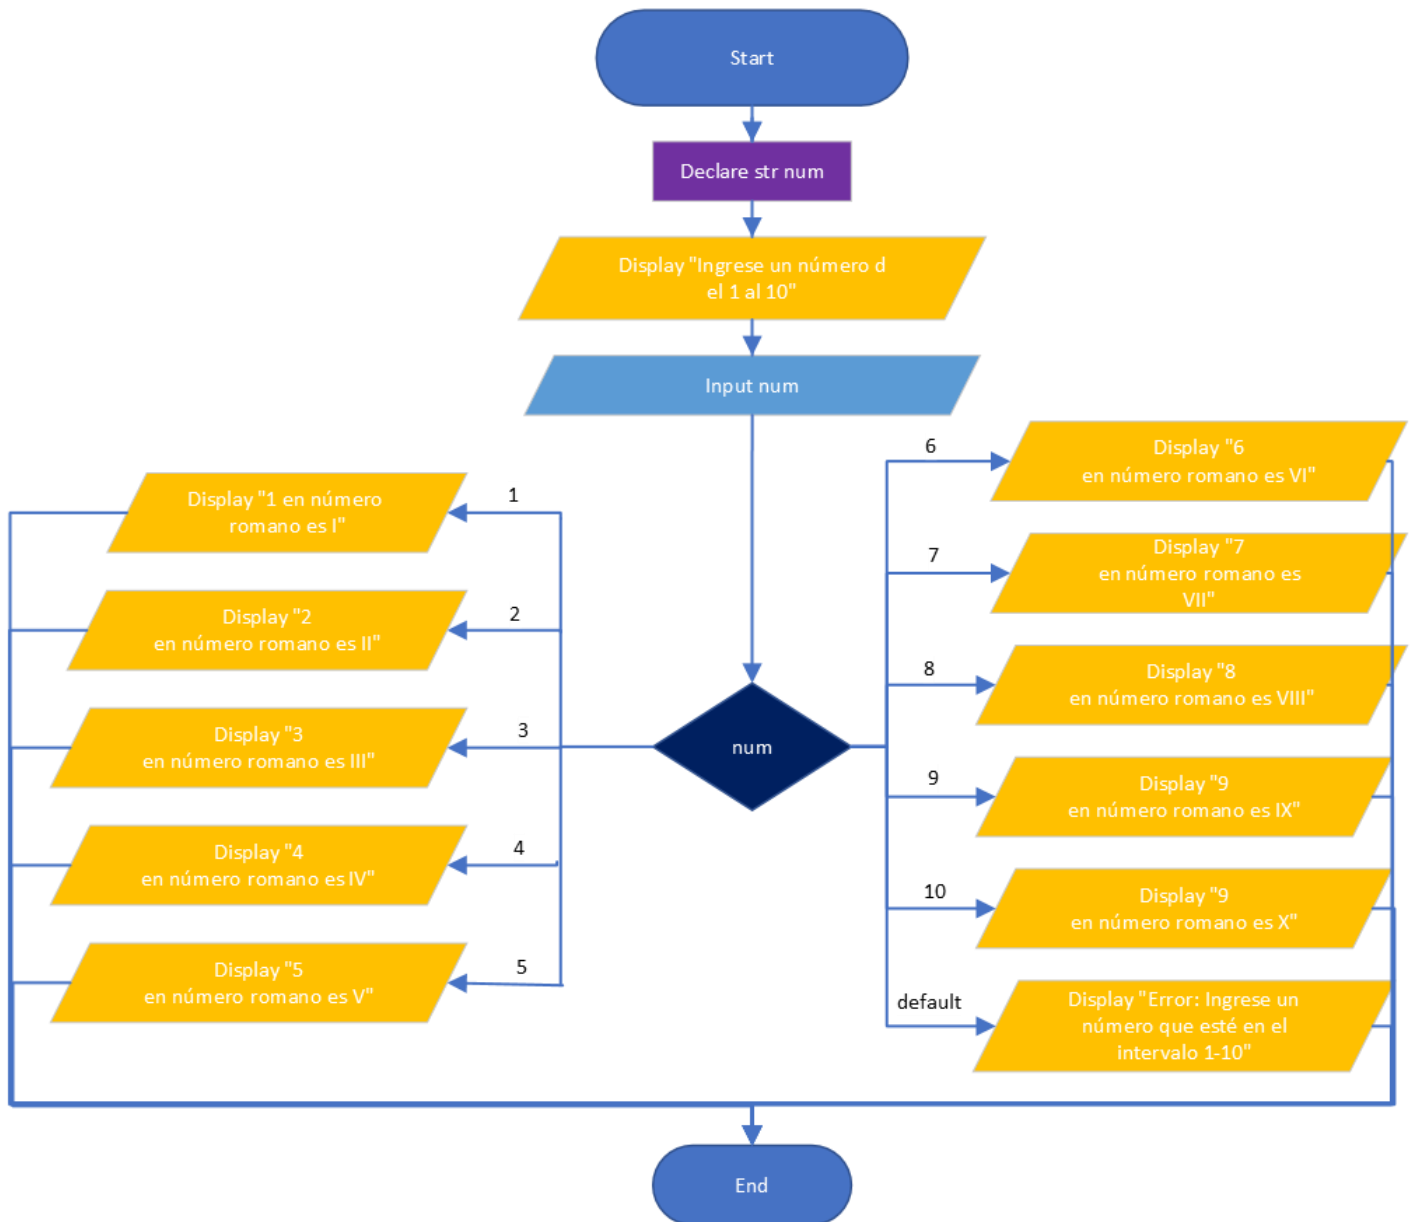 Start
Declare str num
Display "Ingrese un número d
el 1 al 10"
Input num
1
Display "1 en número
romano es I"
2
Display "2
en número romano es II"
3
Display "3
en número romano es III"
4
Display "4
en número romano es IV"
5
Display "5
en número romano es V"
num
6
Display "6
en número romano es VI"
7
Display "7
en número romano es
VII"
8
Display "8
en número romano es VIII"
9
Display "9
en número romano es IX"
10
Display "9
en número romano es X"
default
Display "Error: Ingrese un
número que esté en el
intervalo 1-10"
End